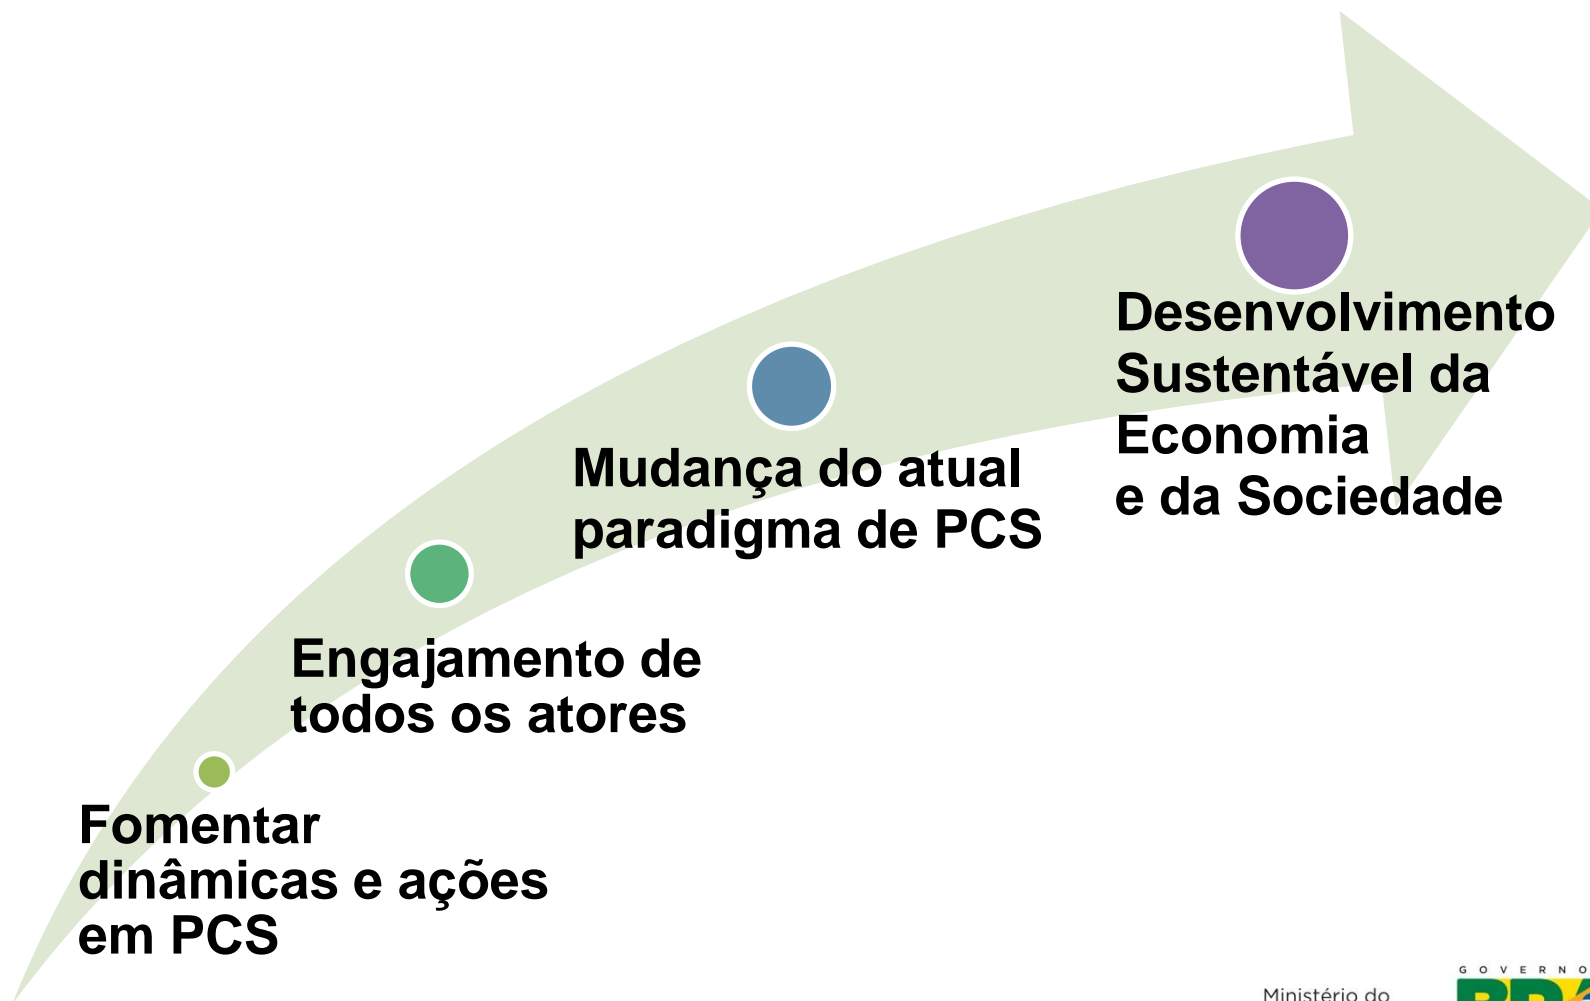 Desenvolvimento
Sustentável da
Economia
e da Sociedade
Mudança do atual
paradigma de PCS
Engajamento de
todos os atores
Fomentar
dinâmicas e ações
em PCS
GOVERNO
Ministério do